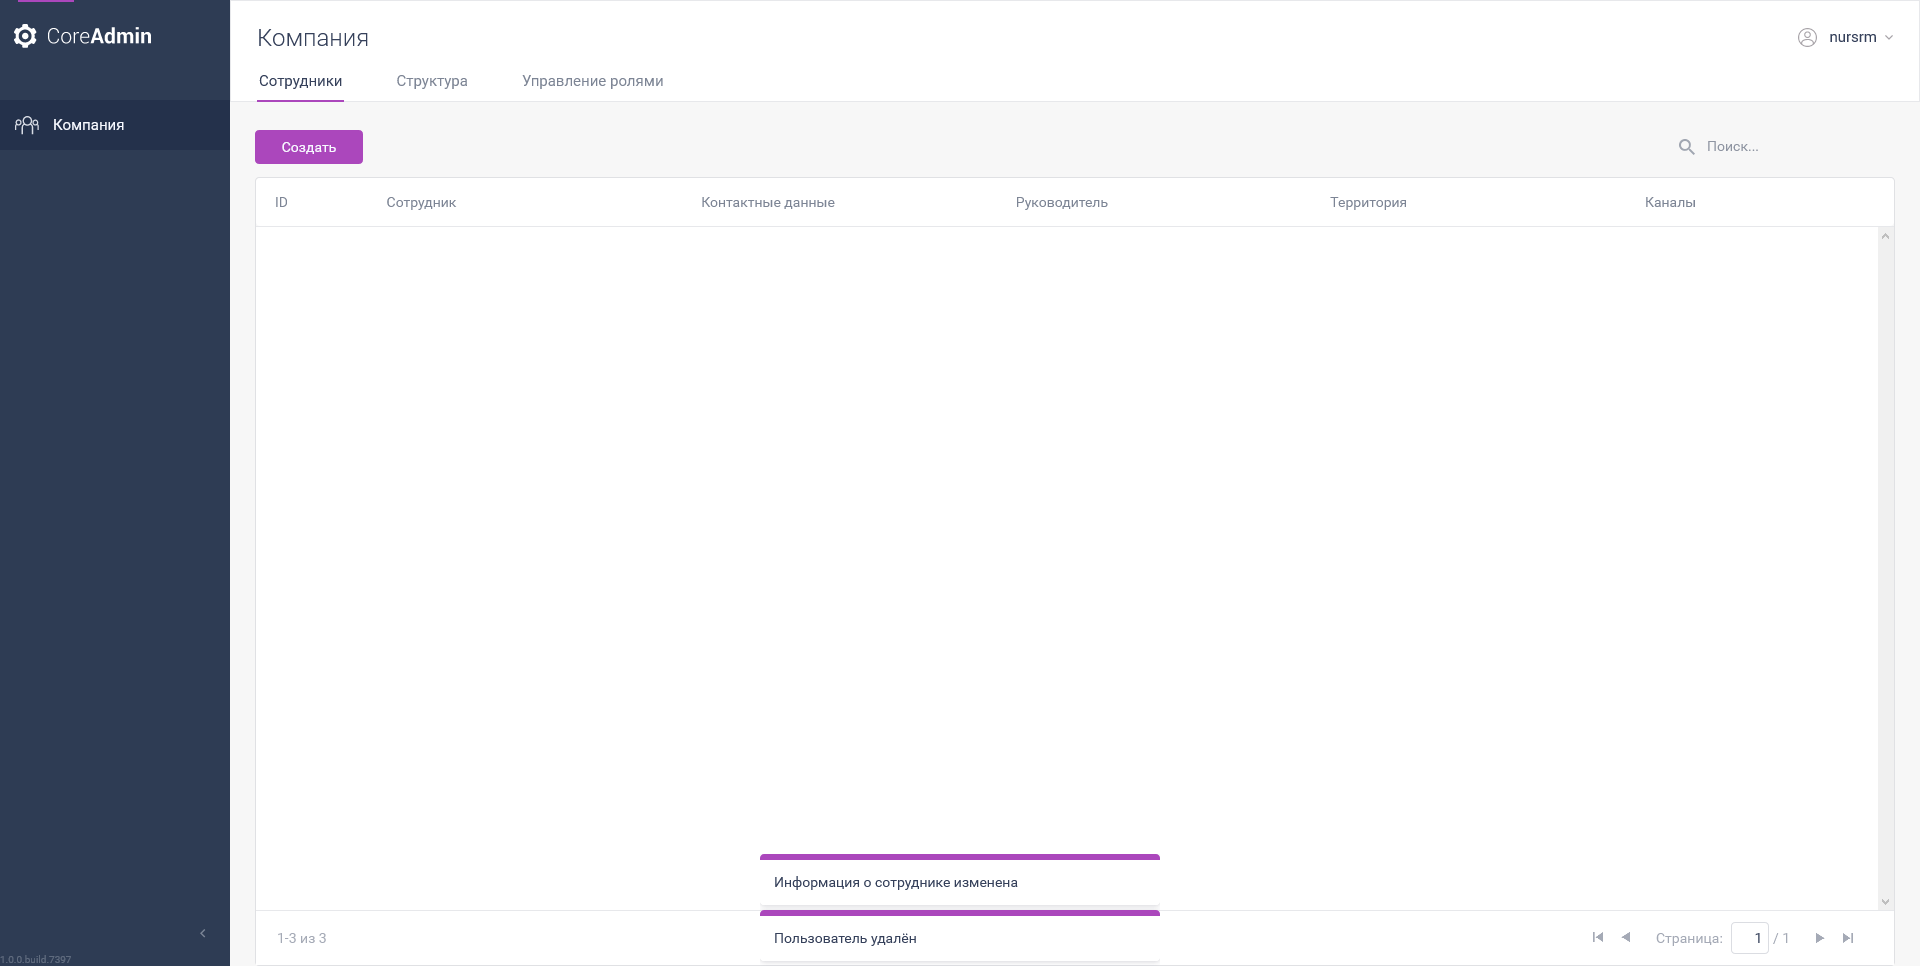 CoreAdmin
Компания
nursrm
Сотрудники Структура Управление ролями
Компания
Создать
Поиск...
ID Сотрудник Контактные данные Руководитель Территория Каналы
Информация о сотруднике изменена
Пользователь удалён
1-3 из 3
Страница: 1 / 1
1.0.0.build.7397